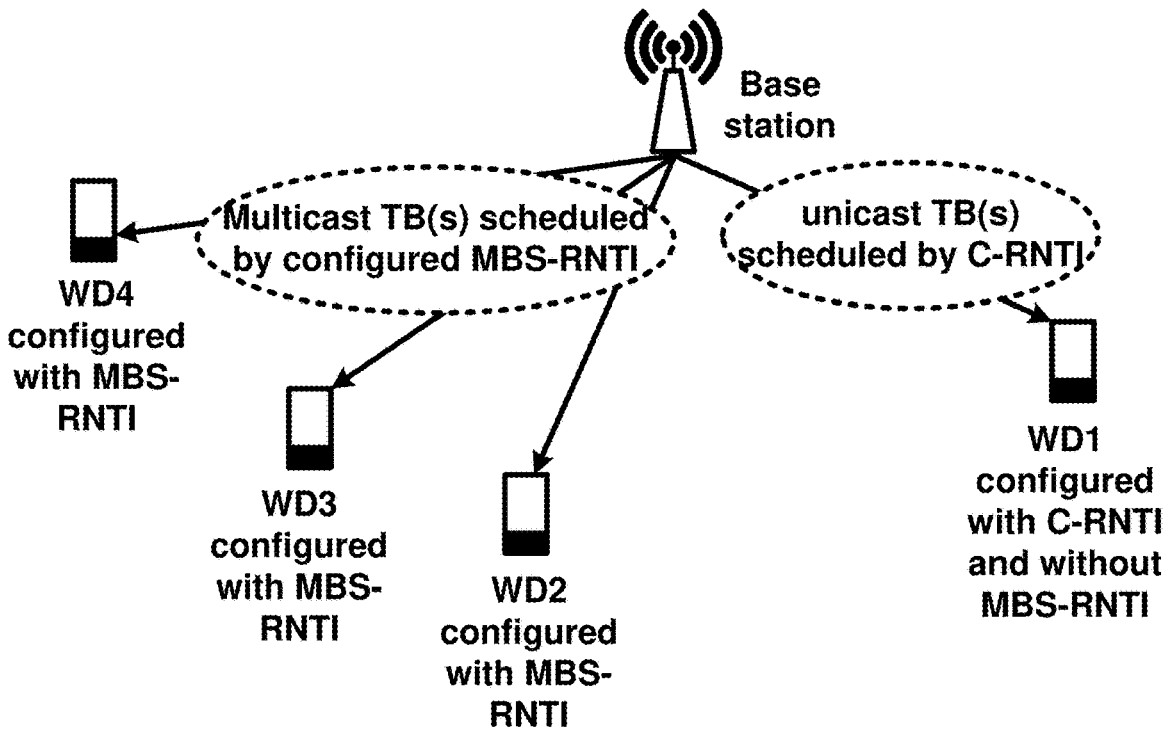 Base
station
Multicast TB(s) scheduled
by configured MBS-RNTI
unicast TB(s)
scheduled by C-RNTI
WD4
configured
with MBS-
RNTI
WD3
configured
with MBS-
RNTI
WD2
configured
with MBS-
RNTI
WD1
configured
with C-RNTI
and without
MBS-RNTI